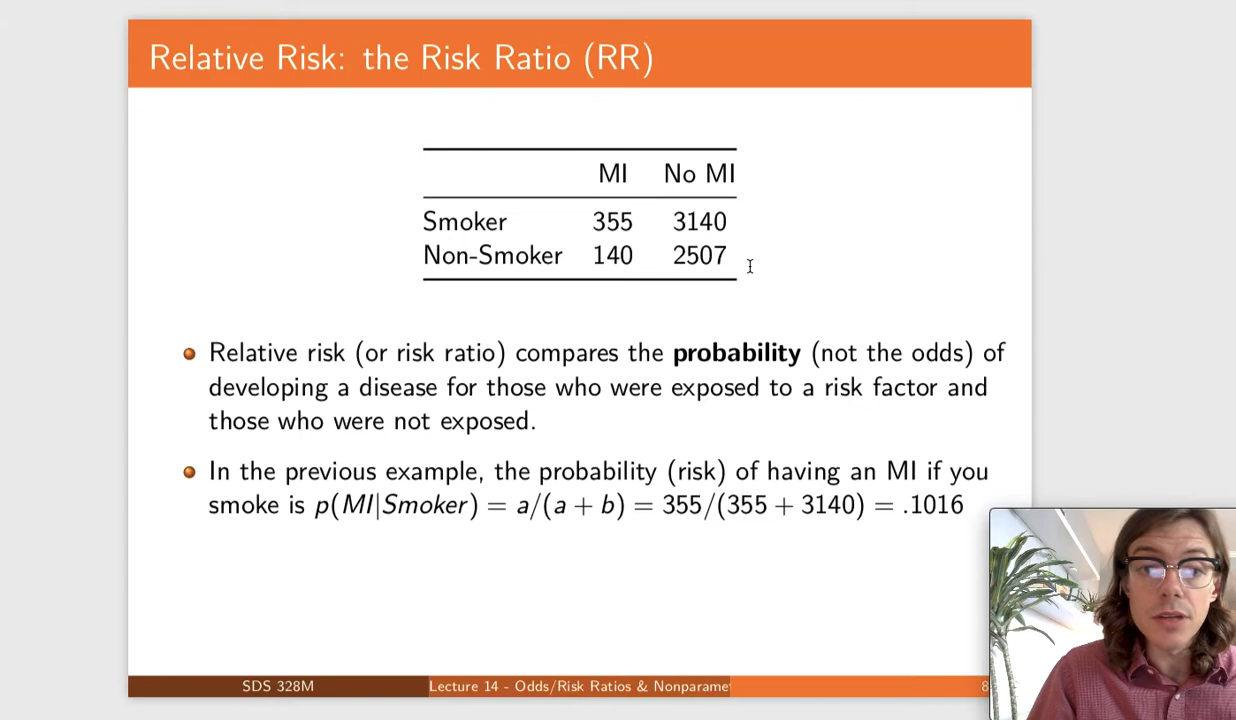 Relative Risk: the Risk Ratio (RR)
MI No MI
Smoker 355 3140
Non-Smoker 140 2507
Relative risk (or risk ratio) compares the probability (not the odds) of
developing a disease for those who were exposed to a risk factor and
those who were not exposed.
In the previous example, the probability (risk) of having an MI if you
smoke is p(MI|Smoker) = a/(a + b) = 355/(355 + 3140) = .1016
SDS 328M Lecture 14 - Odds/Risk Ratios & Nonparame 8